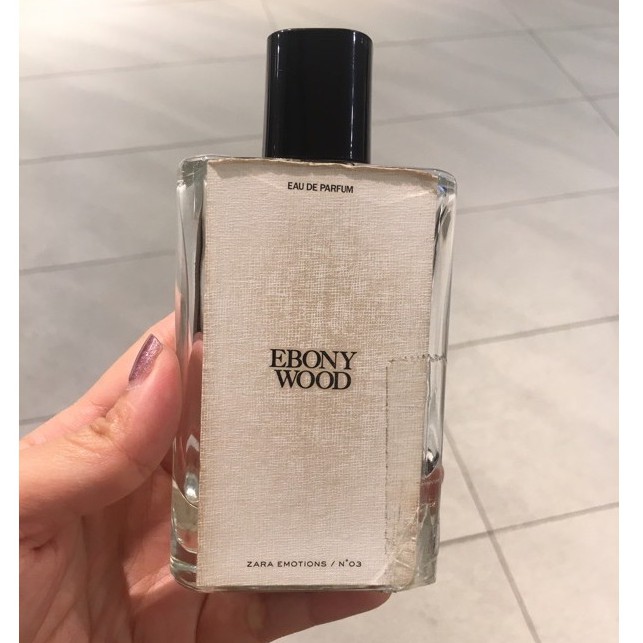 EAU DE PARFUM
EBONY
WOOD
ZARA EMOTIONS / N°03